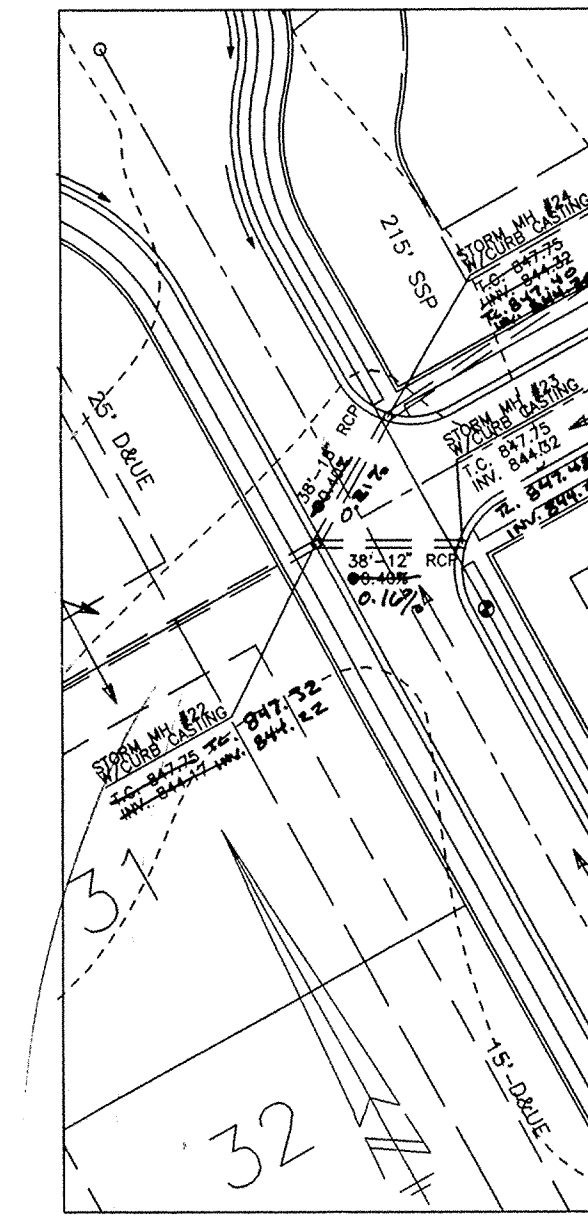 STORM MH #24
W/CURB CASTING
T.C. 847.75
INV. 844.32
TC. 847.40
215' SSP
STORM MH #23
W/CURB CASTING
T.C. 847.75
INV. 844.32
25' D&UE
38'-15" RCP
@0.40%
0.21%
38'-12" RCP
@0.40%
0.16%
STORM MH #22
W/CURB CASTING
T.C. 847.75 TC. 847.32
INV. 844.17 INV. 844.22
31
32
15' D&UE
N